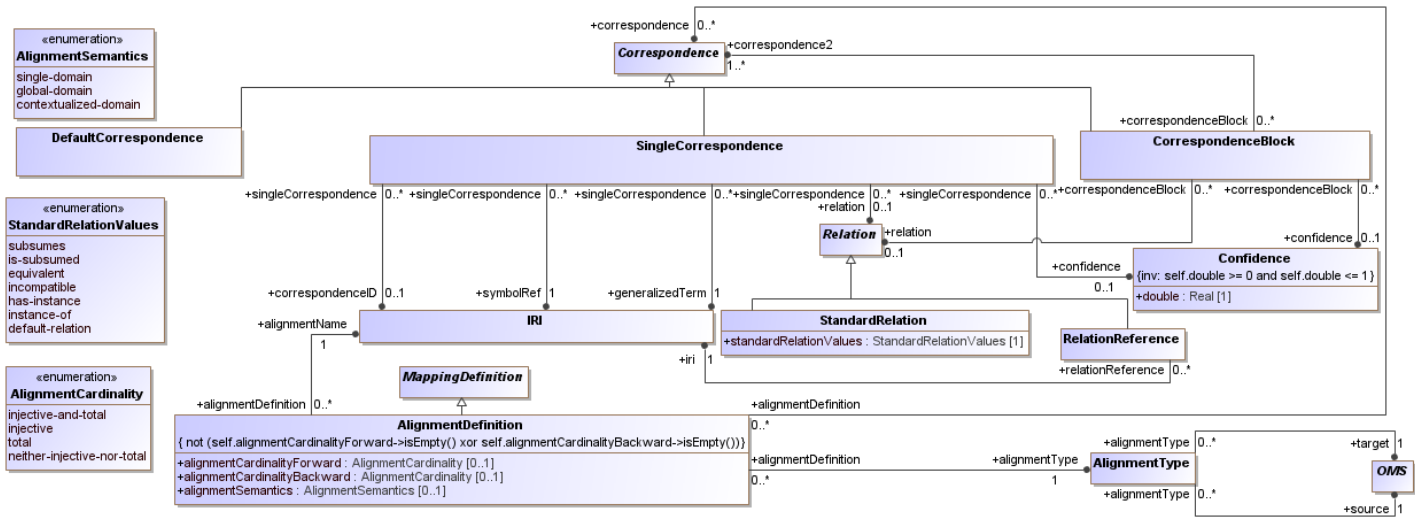 +correspondence 0..*
«enumeration»
AlignmentSemantics
single-domain
global-domain
contextualized-domain
Correspondence
+correspondence2
1..*
+correspondenceBlock 0..*
DefaultCorrespondence
SingleCorrespondence
CorrespondenceBlock
+singleCorrespondence 0..*
+singleCorrespondence 0..*
+singleCorrespondence 0..*
+singleCorrespondence 0..*
+singleCorrespondence 0..*
+correspondenceBlock 0..*
+correspondenceBlock 0..*
+relation 0..1
«enumeration»
StandardRelationValues
subsumes
is-subsumed
equivalent
incompatible
has-instance
instance-of
default-relation
Relation
+relation
0..1
+confidence 0..1
Confidence
{inv: self.double >= 0 and self.double <= 1 }
+double : Real [1]
+confidence
0..1
+correspondenceID 0..1
+symbolRef 1
+generalizedTerm 1
IRI
StandardRelation
+standardRelationValues : StandardRelationValues [1]
RelationReference
+alignmentName
1
+iri 1
+relationReference 0..*
«enumeration»
AlignmentCardinality
injective-and-total
injective
total
neither-injective-nor-total
MappingDefinition
+alignmentDefinition 0..*
AlignmentDefinition
{ not (self.alignmentCardinalityForward->isEmpty() xor self.alignmentCardinalityBackward->isEmpty())}
+alignmentCardinalityForward : AlignmentCardinality [0..1]
+alignmentCardinalityBackward : AlignmentCardinality [0..1]
+alignmentSemantics : AlignmentSemantics [0..1]
+alignmentDefinition
0..*
+alignmentDefinition
0..*
+alignmentType
1
+alignmentType 0..*
AlignmentType
+alignmentType 0..*
+target 1
OMS
+source 1